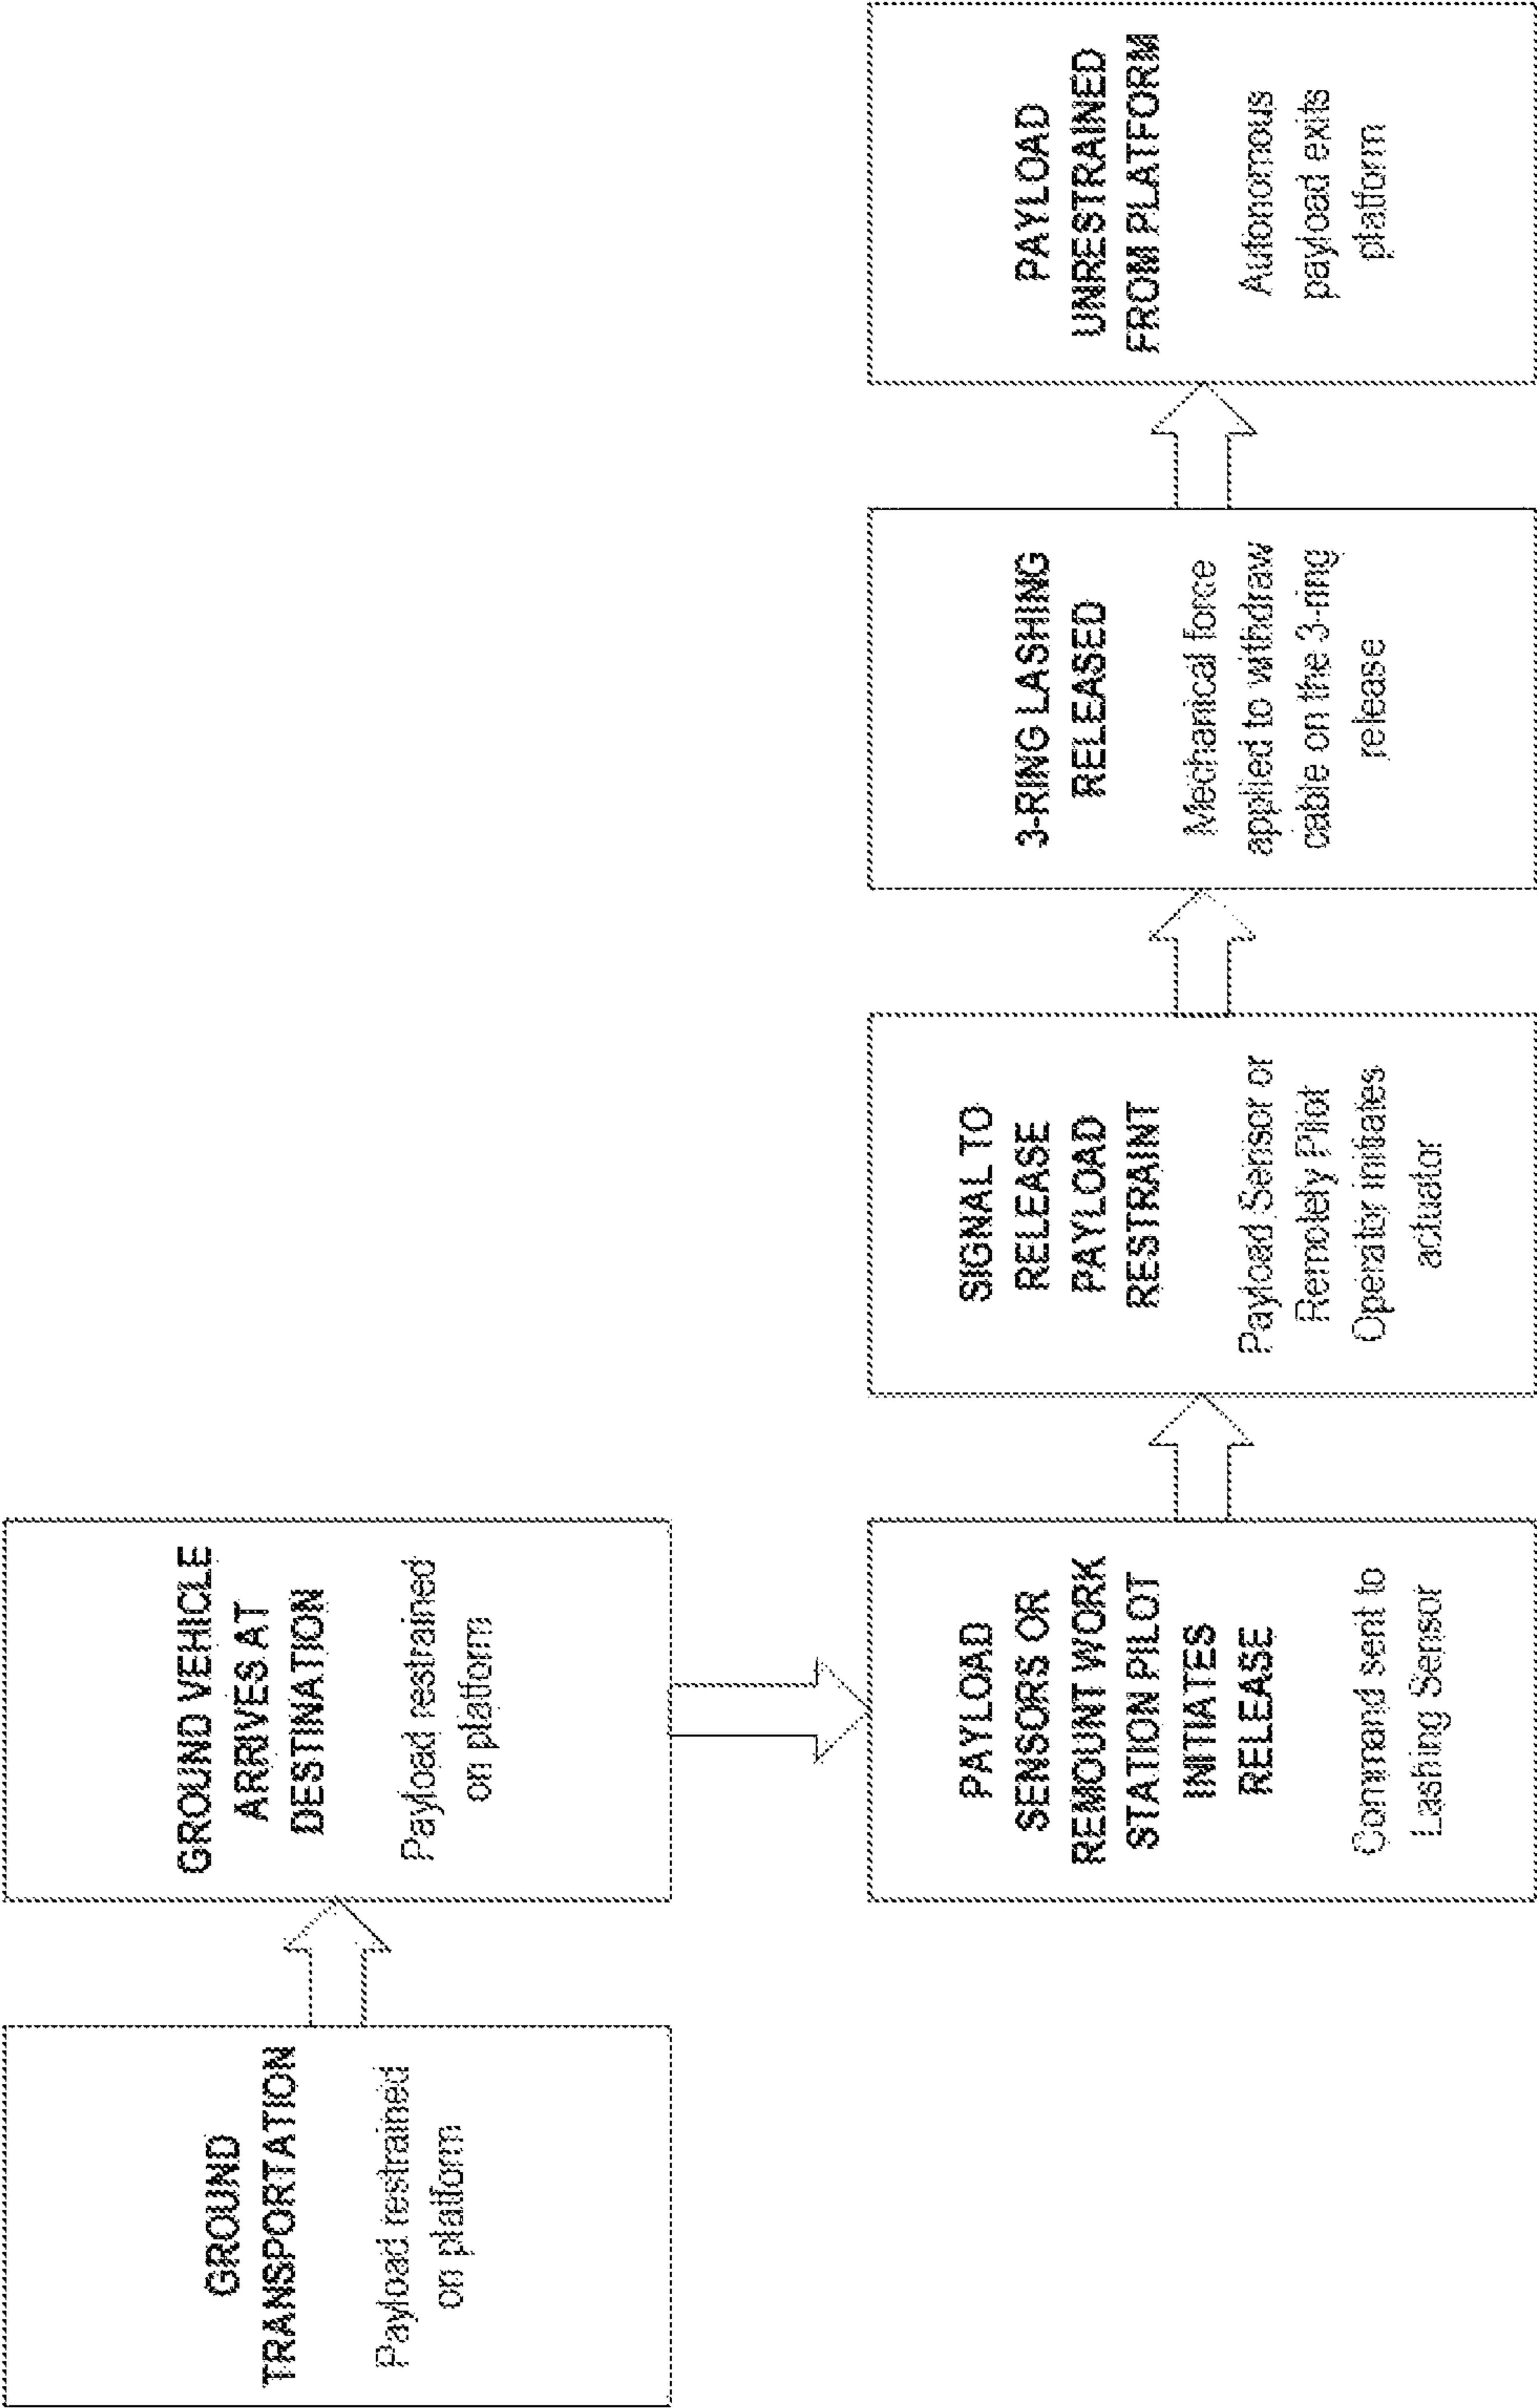 GROUND
TRANSPORTATION
Payload restrained
on platform
GROUND VEHICLE
ARRIVES AT
DESTINATION
Payload restrained
on platform
PAYLOAD
SENSORS OR
REMOUNT WORK
STATION PILOT
INITIATES
RELEASE
Command sent to
Lashing Sensor
SIGNAL TO
RELEASE
PAYLOAD
RESTRAINT
Payload Sensor or
Remotely Pilot
Operator initiates
actuator
3-RING LASHING
RELEASED
Mechanical force
applied to withdraw
cable on the 3-ring
release
PAYLOAD
UNRESTRAINED
FROM PLATFORM
Autonomous
payload exits
platform